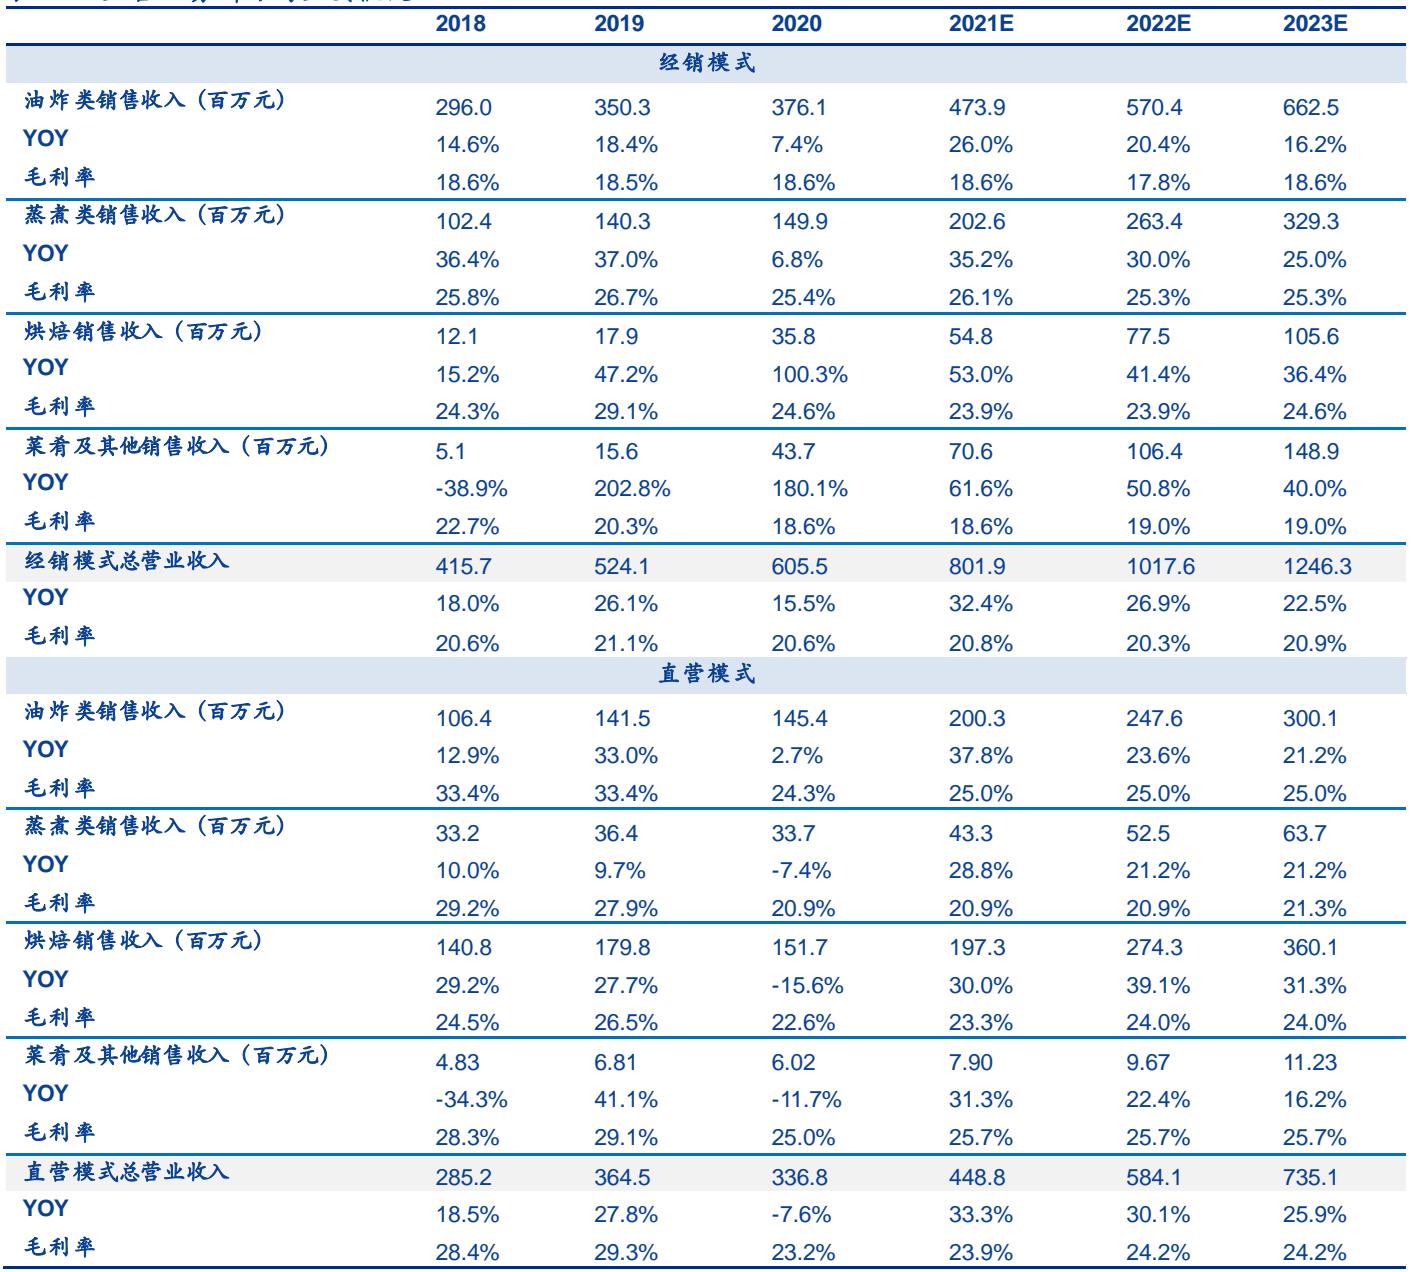 2018 2019 2020 2021E 2022E 2023E
经销模式
油炸类销售收入（百万元） 296.0 350.3 376.1 473.9 570.4 662.5
YOY 14.6% 18.4% 7.4% 26.0% 20.4% 16.2%
毛利率 18.6% 18.5% 18.6% 18.6% 17.8% 18.6%
蒸煮类销售收入（百万元） 102.4 140.3 149.9 202.6 263.4 329.3
YOY 36.4% 37.0% 6.8% 35.2% 30.0% 25.0%
毛利率 25.8% 26.7% 25.4% 26.1% 25.3% 25.3%
烘焙销售收入（百万元） 12.1 17.9 35.8 54.8 77.5 105.6
YOY 15.2% 47.2% 100.3% 53.0% 41.4% 36.4%
毛利率 24.3% 29.1% 24.6% 23.9% 23.9% 24.6%
菜肴及其他销售收入（百万元） 5.1 15.6 43.7 70.6 106.4 148.9
YOY -38.9% 202.8% 180.1% 61.6% 50.8% 40.0%
毛利率 22.7% 20.3% 18.6% 18.6% 19.0% 19.0%
经销模式总营业收入 415.7 524.1 605.5 801.9 1017.6 1246.3
YOY 18.0% 26.1% 15.5% 32.4% 26.9% 22.5%
毛利率 20.6% 21.1% 20.6% 20.8% 20.3% 20.9%
直营模式
油炸类销售收入（百万元） 106.4 141.5 145.4 200.3 247.6 300.1
YOY 12.9% 33.0% 2.7% 37.8% 23.6% 21.2%
毛利率 33.4% 33.4% 24.3% 25.0% 25.0% 25.0%
蒸煮类销售收入（百万元） 33.2 36.4 33.7 43.3 52.5 63.7
YOY 10.0% 9.7% -7.4% 28.8% 21.2% 21.2%
毛利率 29.2% 27.9% 20.9% 20.9% 20.9% 21.3%
烘焙销售收入（百万元） 140.8 179.8 151.7 197.3 274.3 360.1
YOY 29.2% 27.7% -15.6% 30.0% 39.1% 31.3%
毛利率 24.5% 26.5% 22.6% 23.3% 24.0% 24.0%
菜肴及其他销售收入（百万元） 4.83 6.81 6.02 7.90 9.67 11.23
YOY -34.3% 41.1% -11.7% 31.3% 22.4% 16.2%
毛利率 28.3% 29.1% 25.0% 25.7% 25.7% 25.7%
直营模式总营业收入 285.2 364.5 336.8 448.8 584.1 735.1
YOY 18.5% 27.8% -7.6% 33.3% 30.1% 25.9%
毛利率 28.4% 29.3% 23.2% 23.9% 24.2% 24.2%